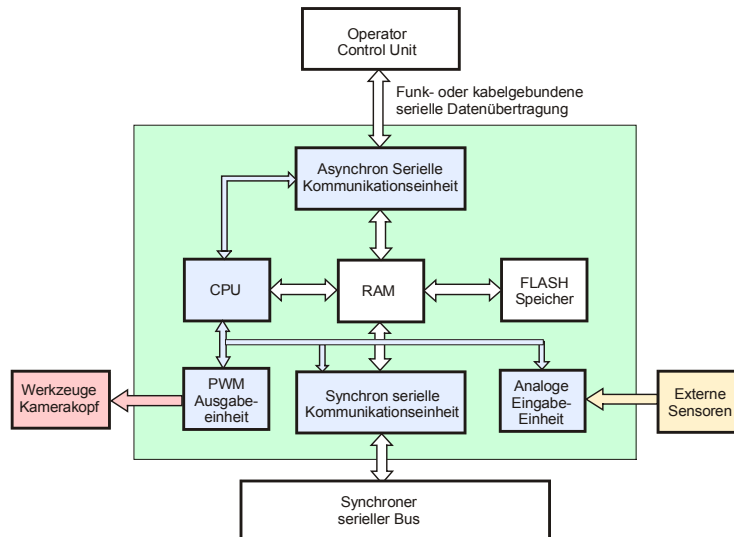 Operator
Control Unit
Funk- oder kabelgebundene
serielle Datenübertragung
Asynchron Serielle
Kommunikationseinheit
CPU
RAM
FLASH
Speicher
Werkzeuge
Kamerakopf
PWM
Ausgabe-
einheit
Synchron serielle
Kommunikationseinheit
Analoge
Eingabe-
Einheit
Externe
Sensoren
Synchroner
serieller Bus